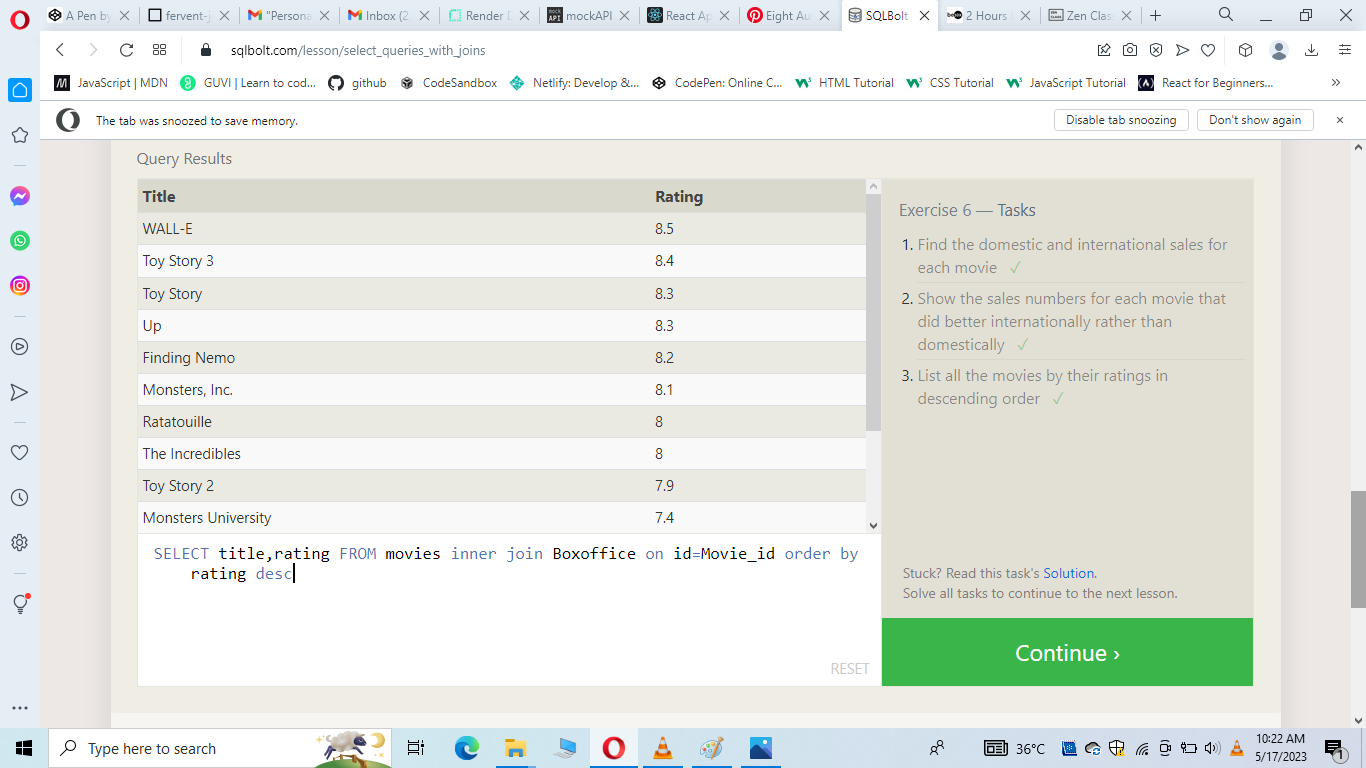 A Pen by
fervent-j
"Persona
Inbox (2
Render D
mockAPI
React Ap
Eight Au
SQLBolt
2 Hours
Zen Clas
sqlbolt.com/lesson/select_queries_with_joins
JavaScript | MDN
GUVI | Learn to cod...
github
CodeSandbox
Netlify: Develop &...
CodePen: Online C...
HTML Tutorial
CSS Tutorial
JavaScript Tutorial
React for Beginners...
The tab was snoozed to save memory.
Disable tab snoozing
Don't show again
Query Results
Title Rating
WALL-E 8.5
Toy Story 3 8.4
Toy Story 8.3
Up 8.3
Finding Nemo 8.2
Monsters, Inc. 8.1
Ratatouille 8
The Incredibles 8
Toy Story 2 7.9
Monsters University 7.4
SELECT title,rating FROM movies inner join Boxoffice on id=Movie_id order by
rating desc
RESET
Exercise 6 — Tasks
1. Find the domestic and international sales for
each movie ✓
2. Show the sales numbers for each movie that
did better internationally rather than
domestically ✓
3. List all the movies by their ratings in
descending order ✓
Stuck? Read this task's Solution.
Solve all tasks to continue to the next lesson.
Continue ›
Type here to search
36°C
10:22 AM
5/17/2023
1